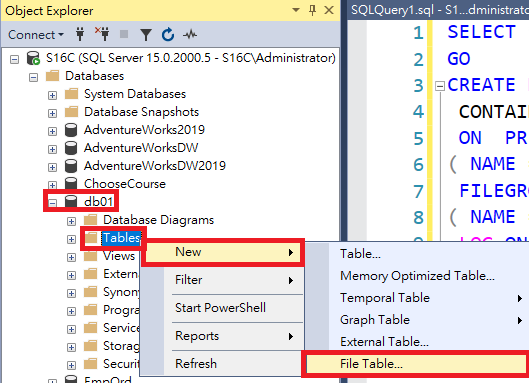 Object Explorer
Connect
S16C (SQL Server 15.0.2000.5 - S16C\Administrator)
Databases
System Databases
Database Snapshots
AdventureWorks2019
AdventureWorksDW
AdventureWorksDW2019
ChooseCourse
db01
Database Diagrams
Tables
Views
Extern
Synony
Progra
Service
Storag
Securit
EmpOrd
New
Filter
Start PowerShell
Reports
Refresh
Table...
Memory Optimized Table...
Temporal Table
Graph Table
External Table...
File Table...
SQLQuery1.sql - S1...dministrator
1 SELECT
2 GO
3 CREATE
4 CONTAI
5 ON PR
6 ( NAME
7 FILEGRO
8 ( NAME
9 LOG ON